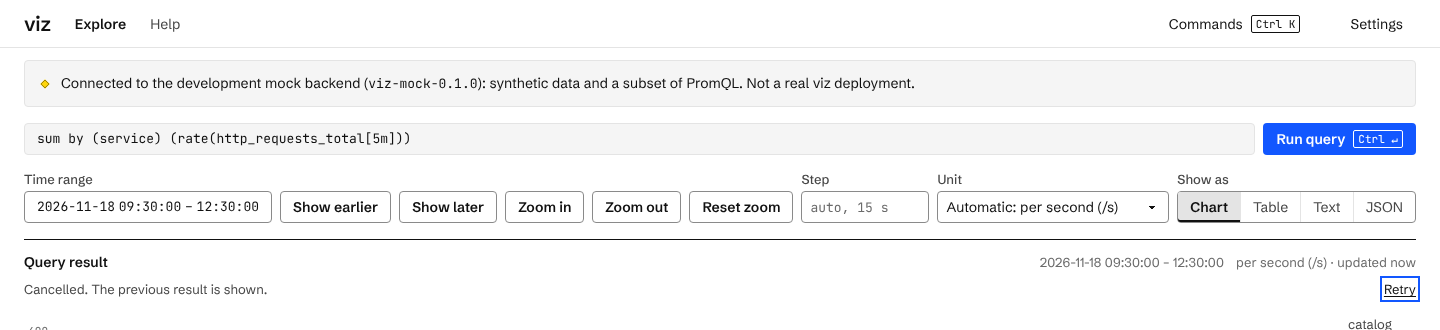 viz Explore Help Commands Ctrl K Settings
Connected to the development mock backend (viz-mock-0.1.0): synthetic data and a subset of PromQL. Not a real viz deployment.
sum by (service) (rate(http_requests_total[5m])) Run query Ctrl ↵
Time range Step Unit Show as
2026-11-18 09:30:00 – 12:30:00 Show earlier Show later Zoom in Zoom out Reset zoom auto, 15 s Automatic: per second (/s) Chart Table Text JSON
Query result 2026-11-18 09:30:00 – 12:30:00 per second (/s) · updated now
Cancelled. The previous result is shown. Retry
catalog